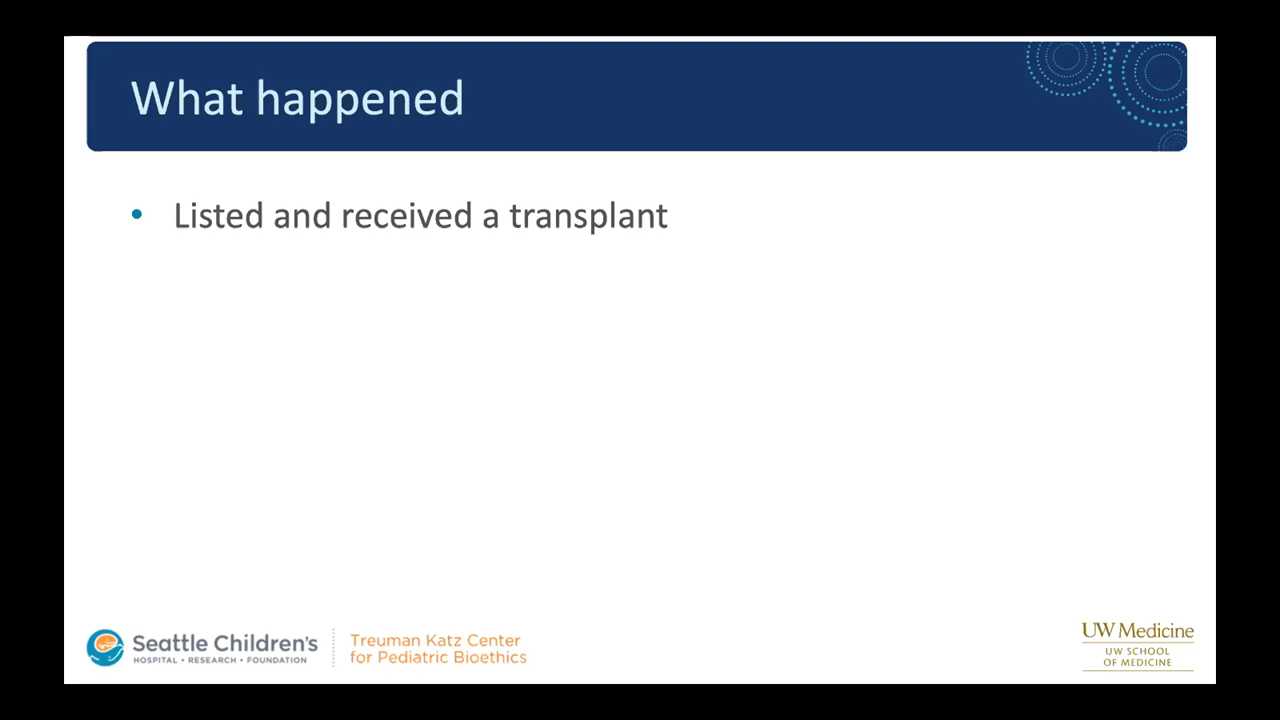 What happened
• Listed and received a transplant
Seattle Children's
HOSPITAL • RESEARCH • FOUNDATION
Treuman Katz Center
for Pediatric Bioethics
UW Medicine
UW SCHOOL
OF MEDICINE